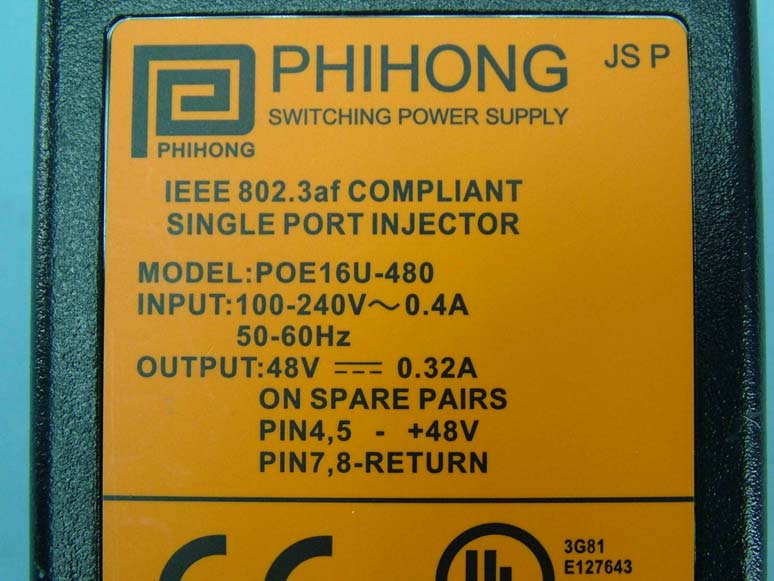 PHIHONG
JS P
SWITCHING POWER SUPPLY
PHIHONG
IEEE 802.3af COMPLIANT
SINGLE PORT INJECTOR
MODEL:POE16U-480
INPUT:100-240V～0.4A
50-60Hz
OUTPUT:48V ⎓ 0.32A
ON SPARE PAIRS
PIN4,5 - +48V
PIN7,8-RETURN
CE
UL
3G81
E127643